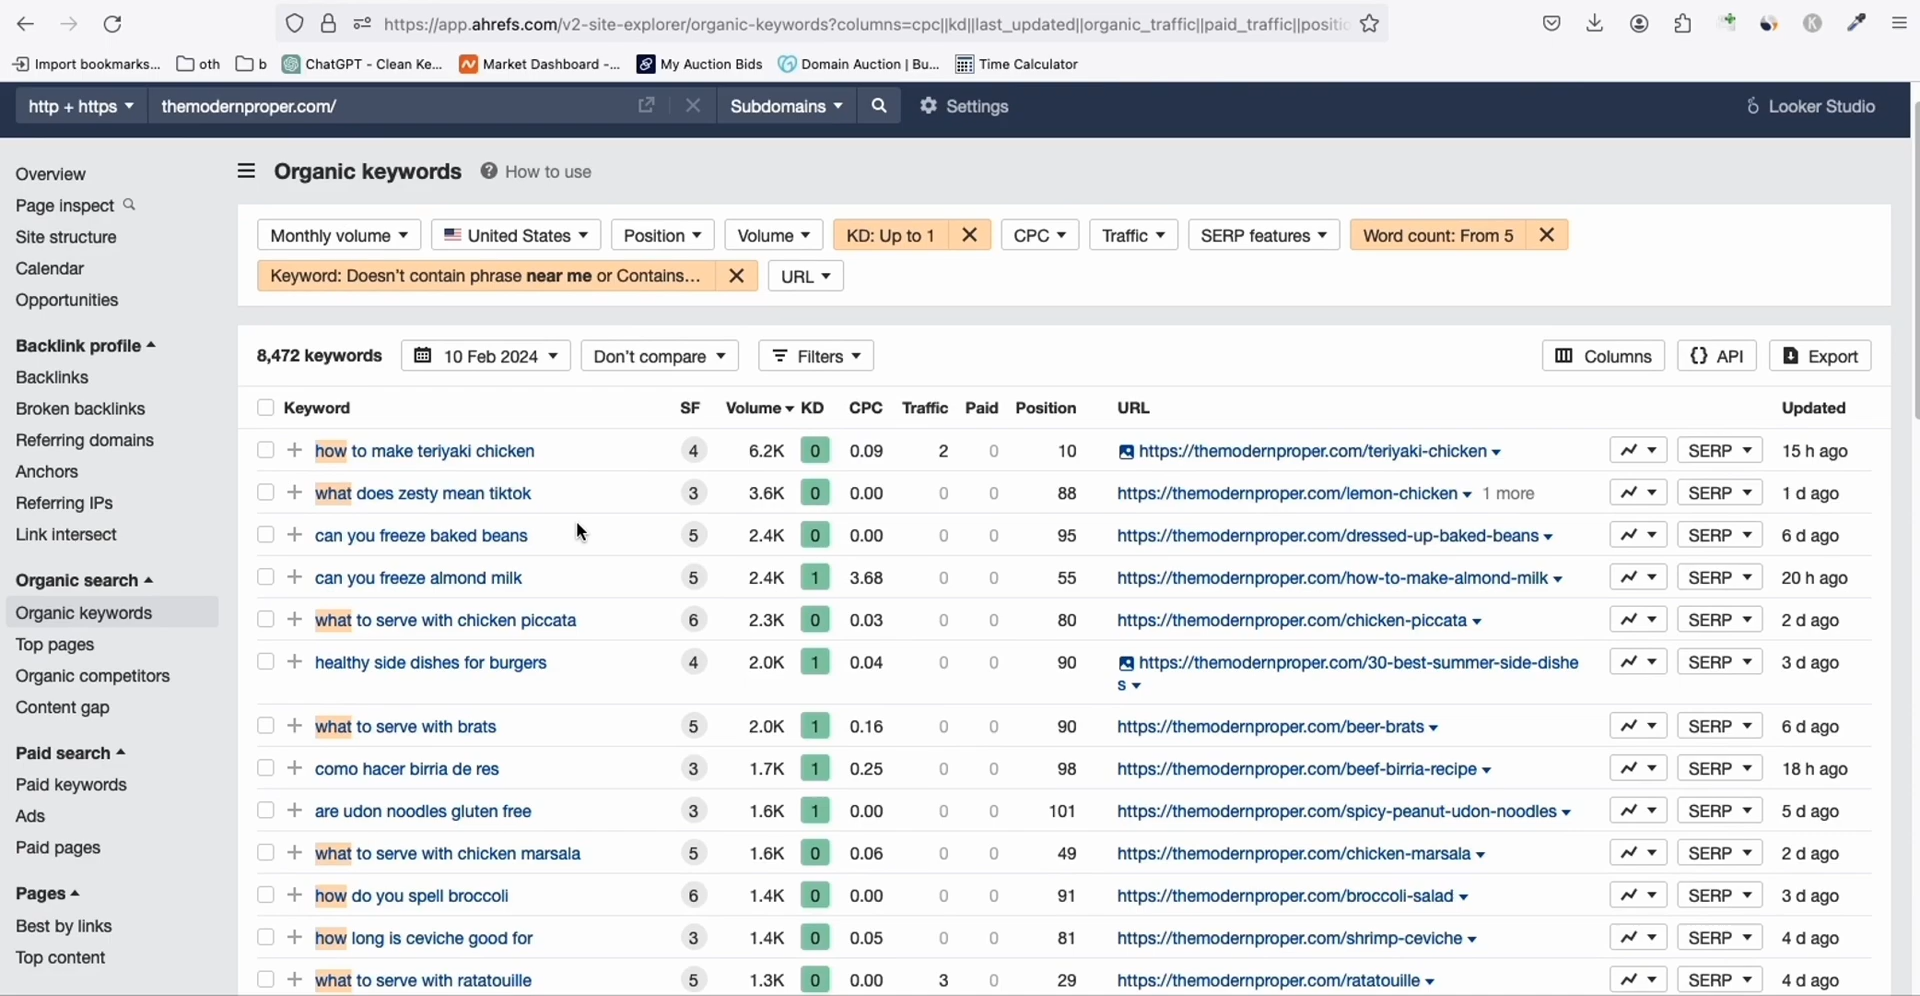 https://app.ahrefs.com/v2-site-explorer/organic-keywords?columns=cpc||kd||last_updated||organic_traffic||paid_traffic||positio
K
Import bookmarks...
oth
b
ChatGPT - Clean Ke...
Market Dashboard -...
My Auction Bids
Domain Auction | Bu...
Time Calculator
http + https
themodernproper.com/
Subdomains
Settings
Looker Studio
Overview
Page inspect
Site structure
Calendar
Opportunities
Backlink profile
Backlinks
Broken backlinks
Referring domains
Anchors
Referring IPs
Link intersect
Organic search
Organic keywords
Top pages
Organic competitors
Content gap
Paid search
Paid keywords
Ads
Paid pages
Pages
Best by links
Top content
Organic keywords
? How to use
Monthly volume
United States
Position
Volume
KD: Up to 1
CPC
Traffic
SERP features
Word count: From 5
Keyword: Doesn't contain phrase near me or Contains...
URL
8,472 keywords
10 Feb 2024
Don't compare
Filters
Columns
{} API
Export
Keyword SF Volume KD CPC Traffic Paid Position URL Updated
how to make teriyaki chicken 4 6.2K 0 0.09 2 0 10 https://themodernproper.com/teriyaki-chicken SERP 15 h ago
what does zesty mean tiktok 3 3.6K 0 0.00 0 0 88 https://themodernproper.com/lemon-chicken 1 more SERP 1 d ago
can you freeze baked beans 5 2.4K 0 0.00 0 0 95 https://themodernproper.com/dressed-up-baked-beans SERP 6 d ago
can you freeze almond milk 5 2.4K 1 3.68 0 0 55 https://themodernproper.com/how-to-make-almond-milk SERP 20 h ago
what to serve with chicken piccata 6 2.3K 0 0.03 0 0 80 https://themodernproper.com/chicken-piccata SERP 2 d ago
healthy side dishes for burgers 4 2.0K 1 0.04 0 0 90 https://themodernproper.com/30-best-summer-side-dishe SERP 3 d ago
s
what to serve with brats 5 2.0K 1 0.16 0 0 90 https://themodernproper.com/beer-brats SERP 6 d ago
como hacer birria de res 3 1.7K 1 0.25 0 0 98 https://themodernproper.com/beef-birria-recipe SERP 18 h ago
are udon noodles gluten free 3 1.6K 1 0.00 0 0 101 https://themodernproper.com/spicy-peanut-udon-noodles SERP 5 d ago
what to serve with chicken marsala 5 1.6K 0 0.06 0 0 49 https://themodernproper.com/chicken-marsala SERP 2 d ago
how do you spell broccoli 6 1.4K 0 0.00 0 0 91 https://themodernproper.com/broccoli-salad SERP 3 d ago
how long is ceviche good for 3 1.4K 0 0.05 0 0 81 https://themodernproper.com/shrimp-ceviche SERP 4 d ago
what to serve with ratatouille 5 1.3K 0 0.00 3 0 29 https://themodernproper.com/ratatouille SERP 4 d ago